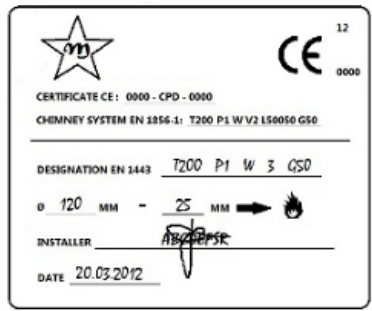 m
CE 12
0000
CERTIFICATE CE: 0000 - CPD - 0000
CHIMNEY SYSTEM EN 1856-1: T200 P1 W V2 L50050 G50
DESIGNATION EN 1443 T200 P1 W 3 G50
Ø 120 MM - 25 MM
INSTALLER
DATE 20.03.2012